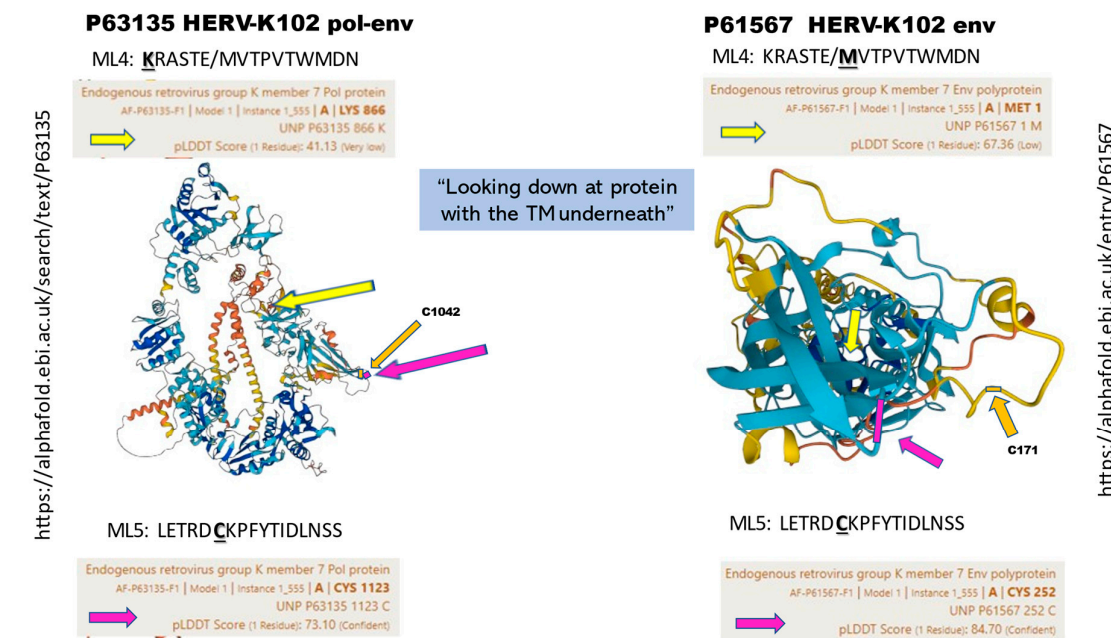 P63135 HERV-K102 pol-env
ML4: KRASTE/MVTPVTWMDN
Endogenous retrovirus group K member 7 Pol protein
AF-P63135-F1 | Model 1 | Instance 1_555 | A | LYS 866
UNP P63135 866 K
pLDDT Score (1 Residue): 41.13 (Very low)
https://alphafold.ebi.ac.uk/search/text/P63135
C1042
ML5: LETRDCKPFYTIDLNSS
Endogenous retrovirus group K member 7 Pol protein
AF-P63135-F1 | Model 1 | Instance 1_555 | A | CYS 1123
UNP P63135 1123 C
pLDDT Score (1 Residue): 73.10 (Confident)
“Looking down at protein
with the TM underneath”
P61567 HERV-K102 env
ML4: KRASTE/MVTPVTWMDN
Endogenous retrovirus group K member 7 Env polyprotein
AF-P61567-F1 | Model 1 | Instance 1_555 | A | MET 1
UNP P61567 1 M
pLDDT Score (1 Residue): 67.36 (Low)
C171
ML5: LETRDCKPFYTIDLNSS
Endogenous retrovirus group K member 7 Env polyprotein
AF-P61567-F1 | Model 1 | Instance 1_555 | A | CYS 252
UNP P61567 252 C
pLDDT Score (1 Residue): 84.70 (Confident)
https://alphafold.ebi.ac.uk/entry/P61567